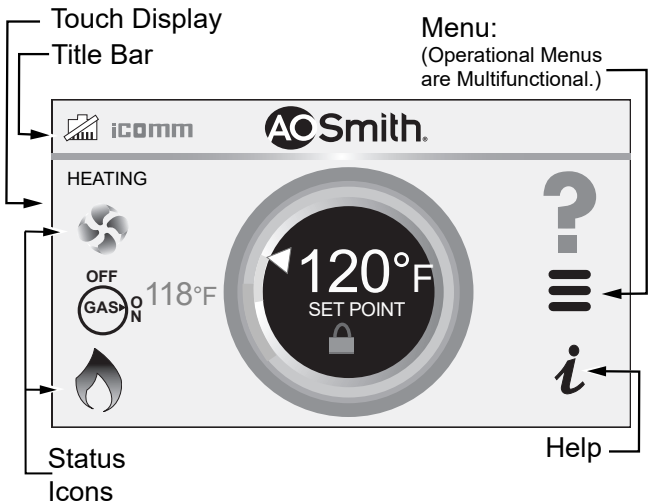 Touch Display
Title Bar
Menu:
(Operational Menus
are Multifunctional.)
icomm
AOSmith.
HEATING
?
OFF
GAS
ON
118°F
120°F
SET POINT
i
Help
Status
Icons